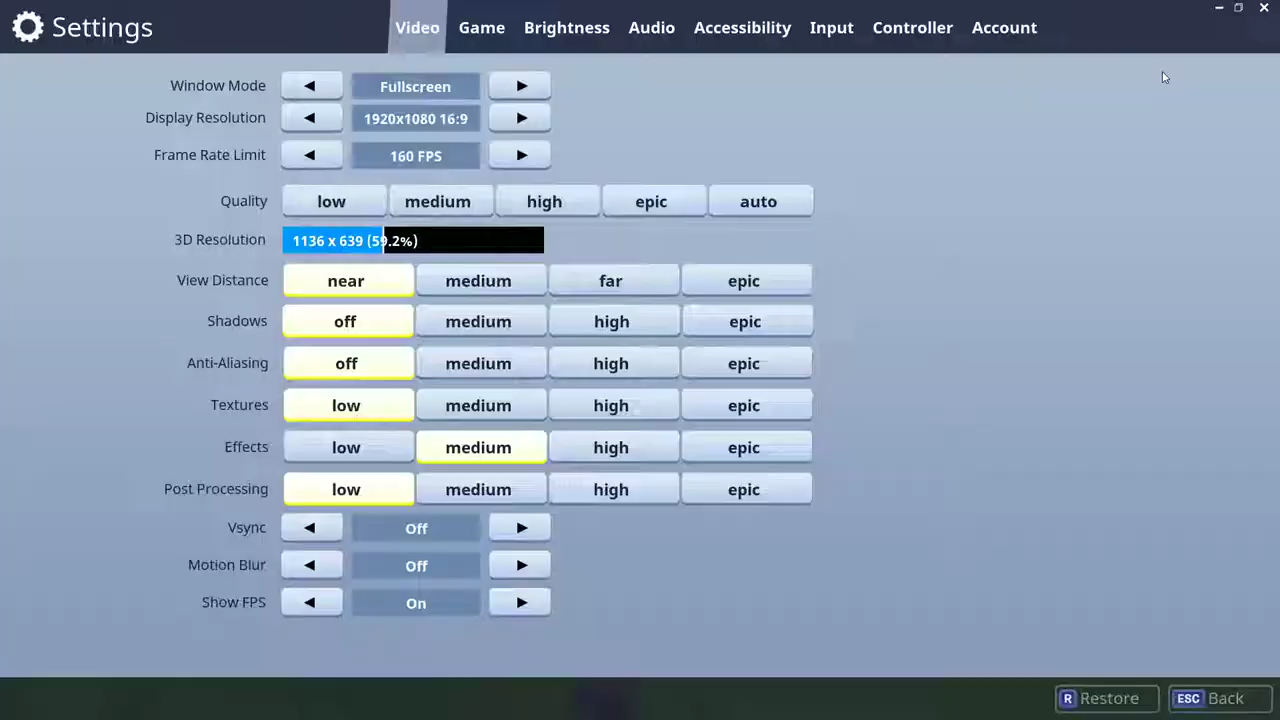 Settings
Video Game Brightness Audio Accessibility Input Controller Account
Window Mode Fullscreen
Display Resolution 1920x1080 16:9
Frame Rate Limit 160 FPS
Quality low medium high epic auto
3D Resolution 1136 x 639 (59.2%)
View Distance near medium far epic
Shadows off medium high epic
Anti-Aliasing off medium high epic
Textures low medium high epic
Effects low medium high epic
Post Processing low medium high epic
Vsync Off
Motion Blur Off
Show FPS On
R Restore ESC Back